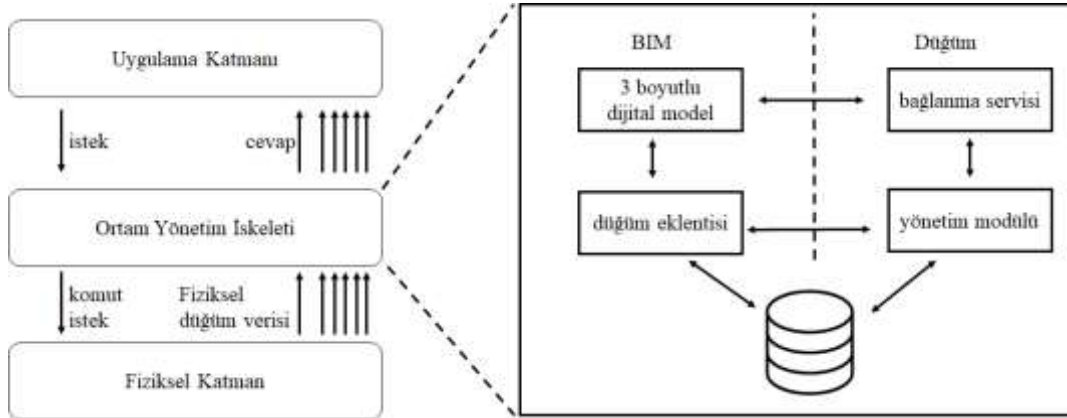 Uygulama Katmanı
istek
cevap
Ortam Yönetim İskeleti
komut
istek
Fiziksel
düğüm verisi
Fiziksel Katman
BIM
Düğüm
3 boyutlu
dijital model
bağlanma servisi
düğüm eklentisi
yönetim modülü